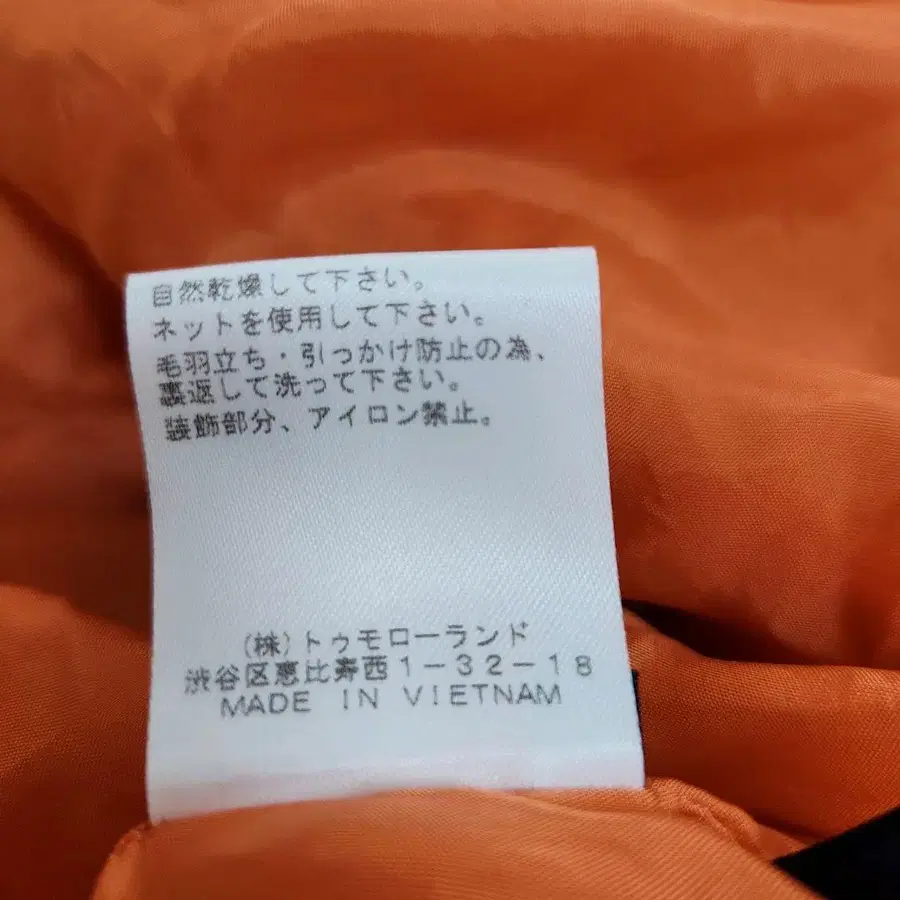 自然乾燥して下さい。
ネットを使用して下さい。
毛羽立ち・引っかけ防止の為、
裏返して洗って下さい。
装飾部分、アイロン禁止。
(株)トゥモローランド
渋谷区恵比寿西1-32-18
MADE IN VIETNAM